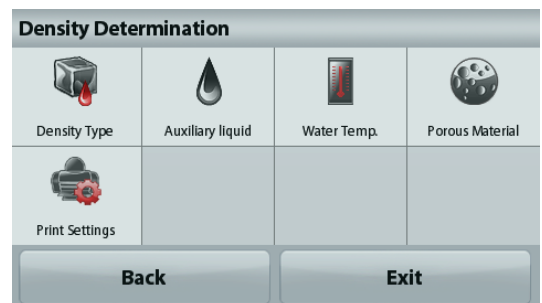 Density Determination
Density Type
Auxiliary liquid
Water Temp.
Porous Material
Print Settings
Back
Exit